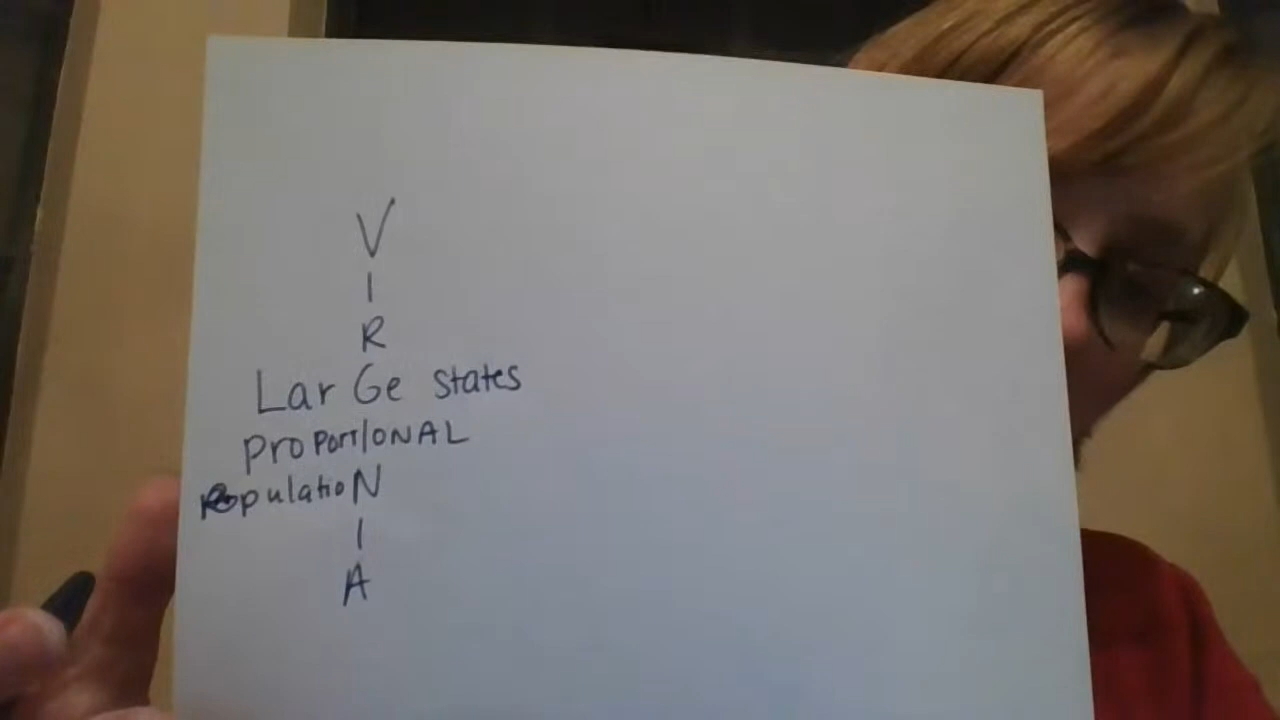 V
I
R
LarGe states
proportIONAL
populatioN
I
A